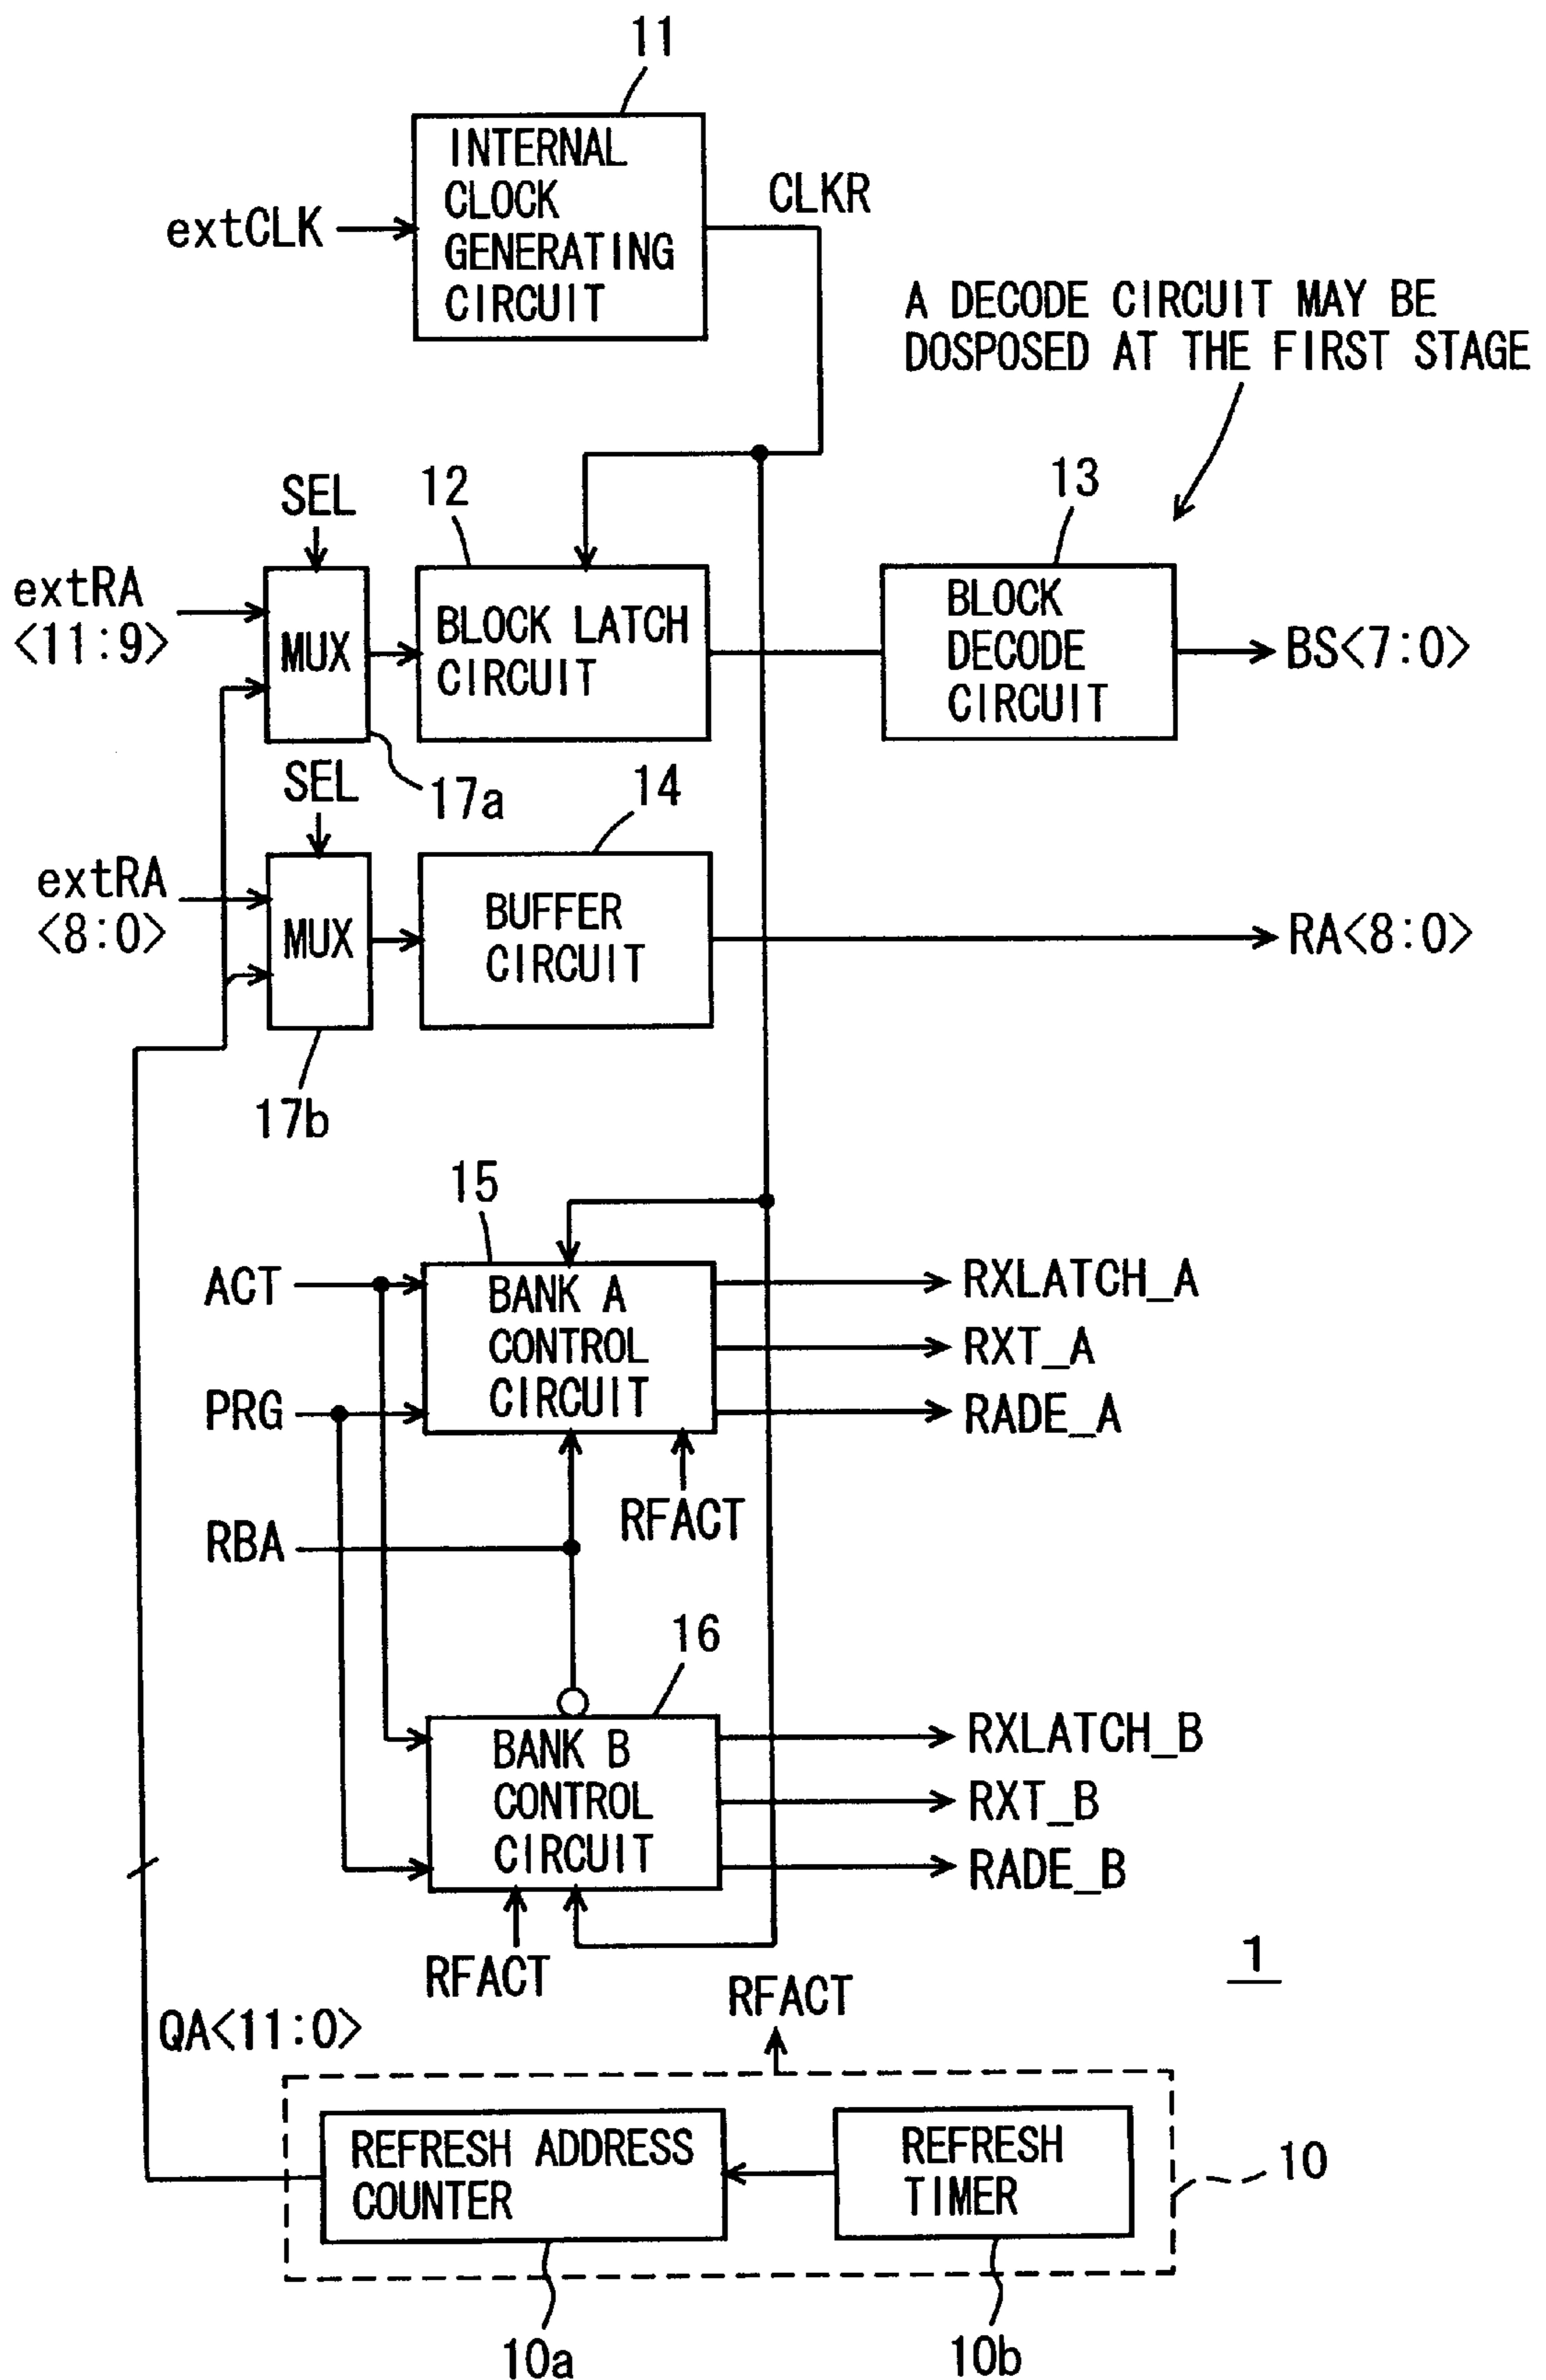 11
INTERNAL
CLOCK
GENERATING
CIRCUIT
extCLK
CLKR
A DECODE CIRCUIT MAY BE
DOSPOSED AT THE FIRST STAGE
SEL
12
13
extRA
<11:9>
MUX
BLOCK LATCH
CIRCUIT
BLOCK
DECODE
CIRCUIT
BS<7:0>
17a
SEL
14
extRA
<8:0>
MUX
BUFFER
CIRCUIT
RA<8:0>
17b
15
ACT
BANK A
CONTROL
CIRCUIT
RXLATCH_A
RXT_A
PRG
RADE_A
RFACT
RBA
16
BANK B
CONTROL
CIRCUIT
RXLATCH_B
RXT_B
RADE_B
RFACT
RFACT
1
QA<11:0>
REFRESH ADDRESS
COUNTER
REFRESH
TIMER
10
10a
10b